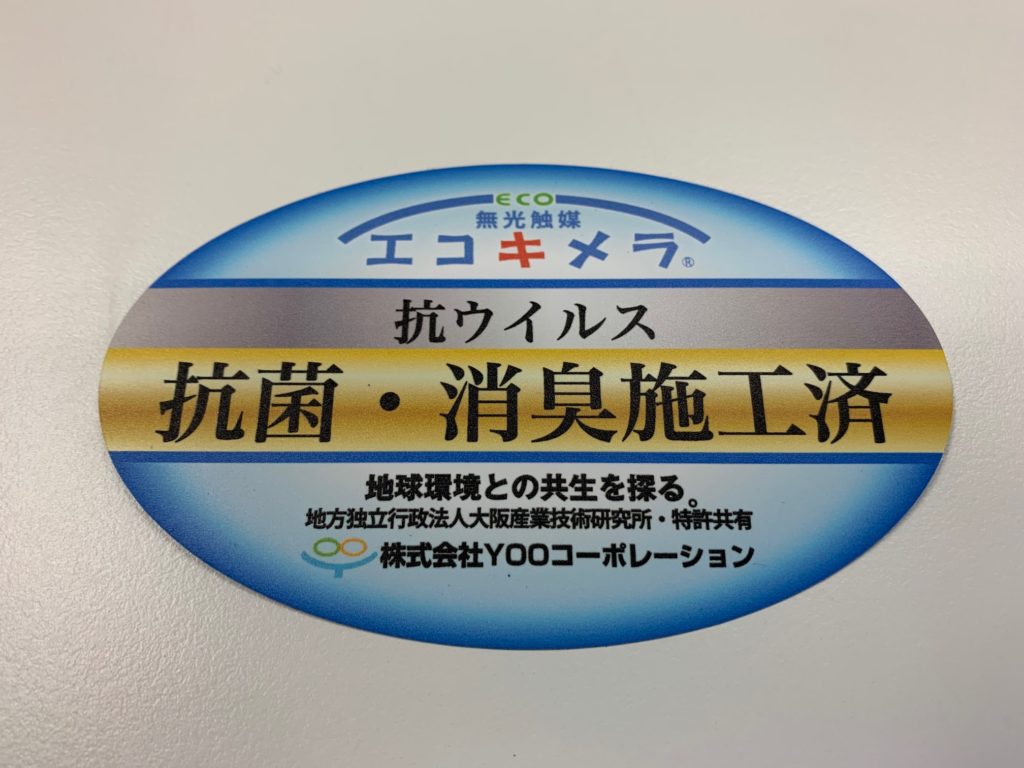 ECO
無光触媒
エコキメラ®
抗ウイルス
抗菌・消臭施工済
地球環境との共生を探る。
地方独立行政法人大阪産業技術研究所・特許共有
株式会社YOOコーポレーション